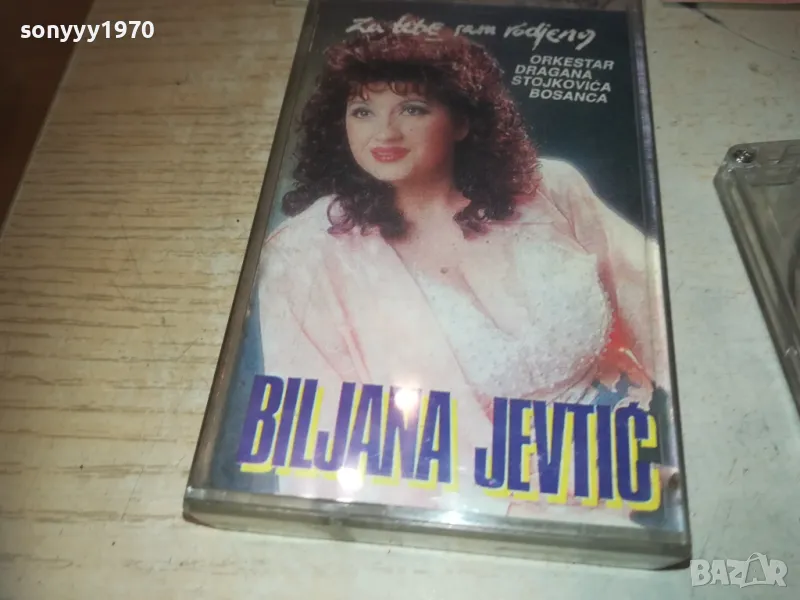 sonyyy1970
Za tebe sam rodjena
ORKESTAR
DRAGANA
STOJKOVIĆA
BOSANCA
BILJANA JEVTIĆ
BAZAR